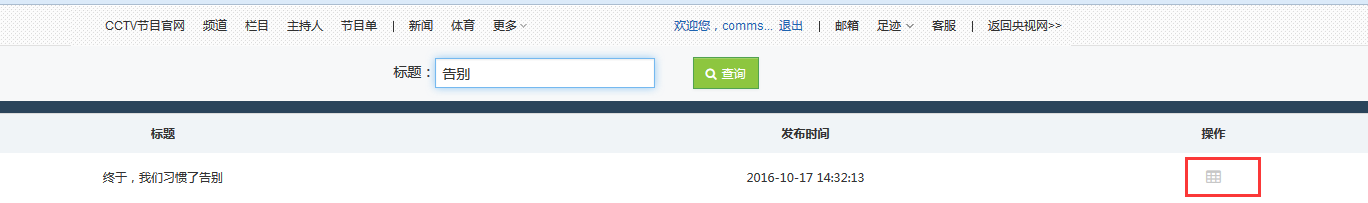 CCTV节目官网 频道 栏目 主持人 节目单 | 新闻 体育 更多 欢迎您，comms... 退出 | 邮箱 足迹 客服 | 返回央视网>>
标题： 告别 查询
标题 发布时间 操作
终于，我们习惯了告别 2016-10-17 14:32:13